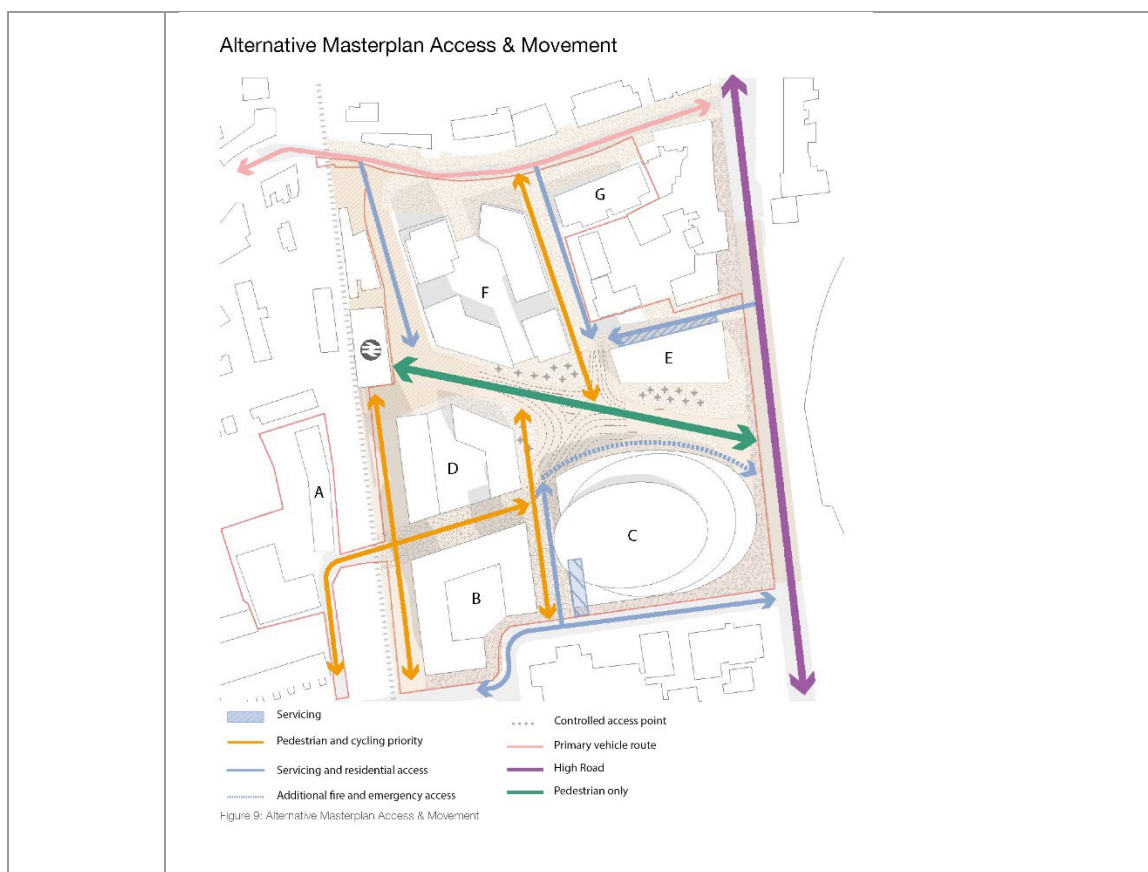 Alternative Masterplan Access & Movement
G
F
E
D
A
C
B
Servicing
Pedestrian and cycling priority
Servicing and residential access
Additional fire and emergency access
Controlled access point
Primary vehicle route
High Road
Pedestrian only
Figure 9: Alternative Masterplan Access & Movement